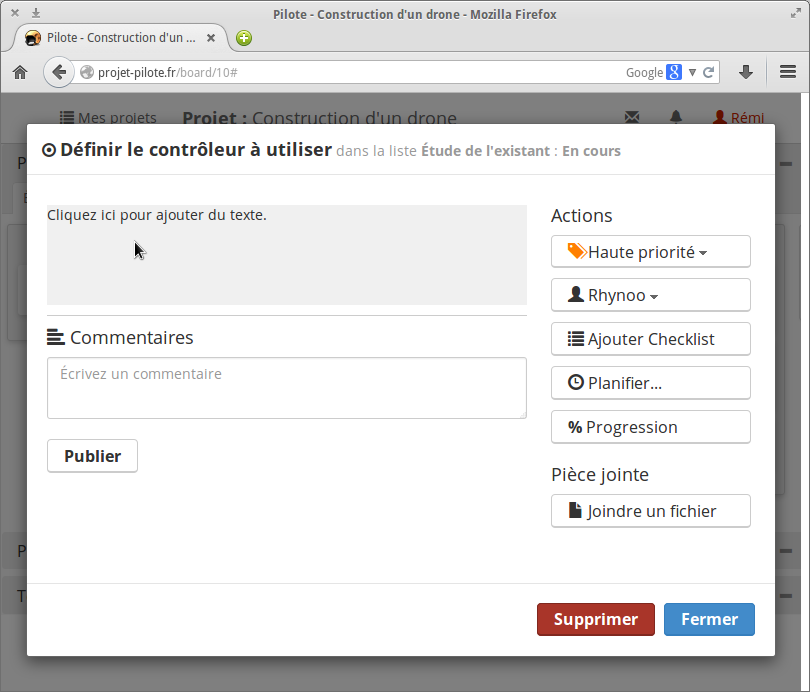 Pilote - Construction d'un drone - Mozilla Firefox
Pilote - Construction d'un ...
projet-pilote.fr/board/10#
Google
Mes projets
Projet : Construction d'un drone
Rémi
Définir le contrôleur à utiliser dans la liste Étude de l'existant : En cours
Cliquez ici pour ajouter du texte.
Commentaires
Écrivez un commentaire
Publier
Actions
Haute priorité
Rhynoo
Ajouter Checklist
Planifier...
% Progression
Pièce jointe
Joindre un fichier
Supprimer
Fermer